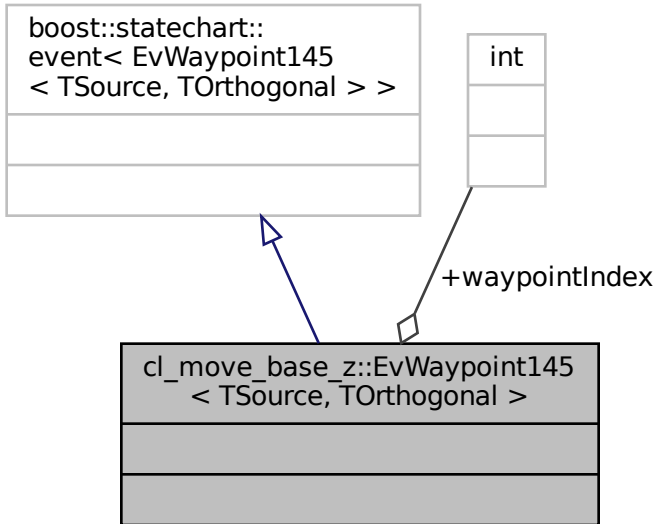 boost::statechart::
event< EvWaypoint145
< TSource, TOrthogonal > >
int
+waypointIndex
cl_move_base_z::EvWaypoint145
< TSource, TOrthogonal >